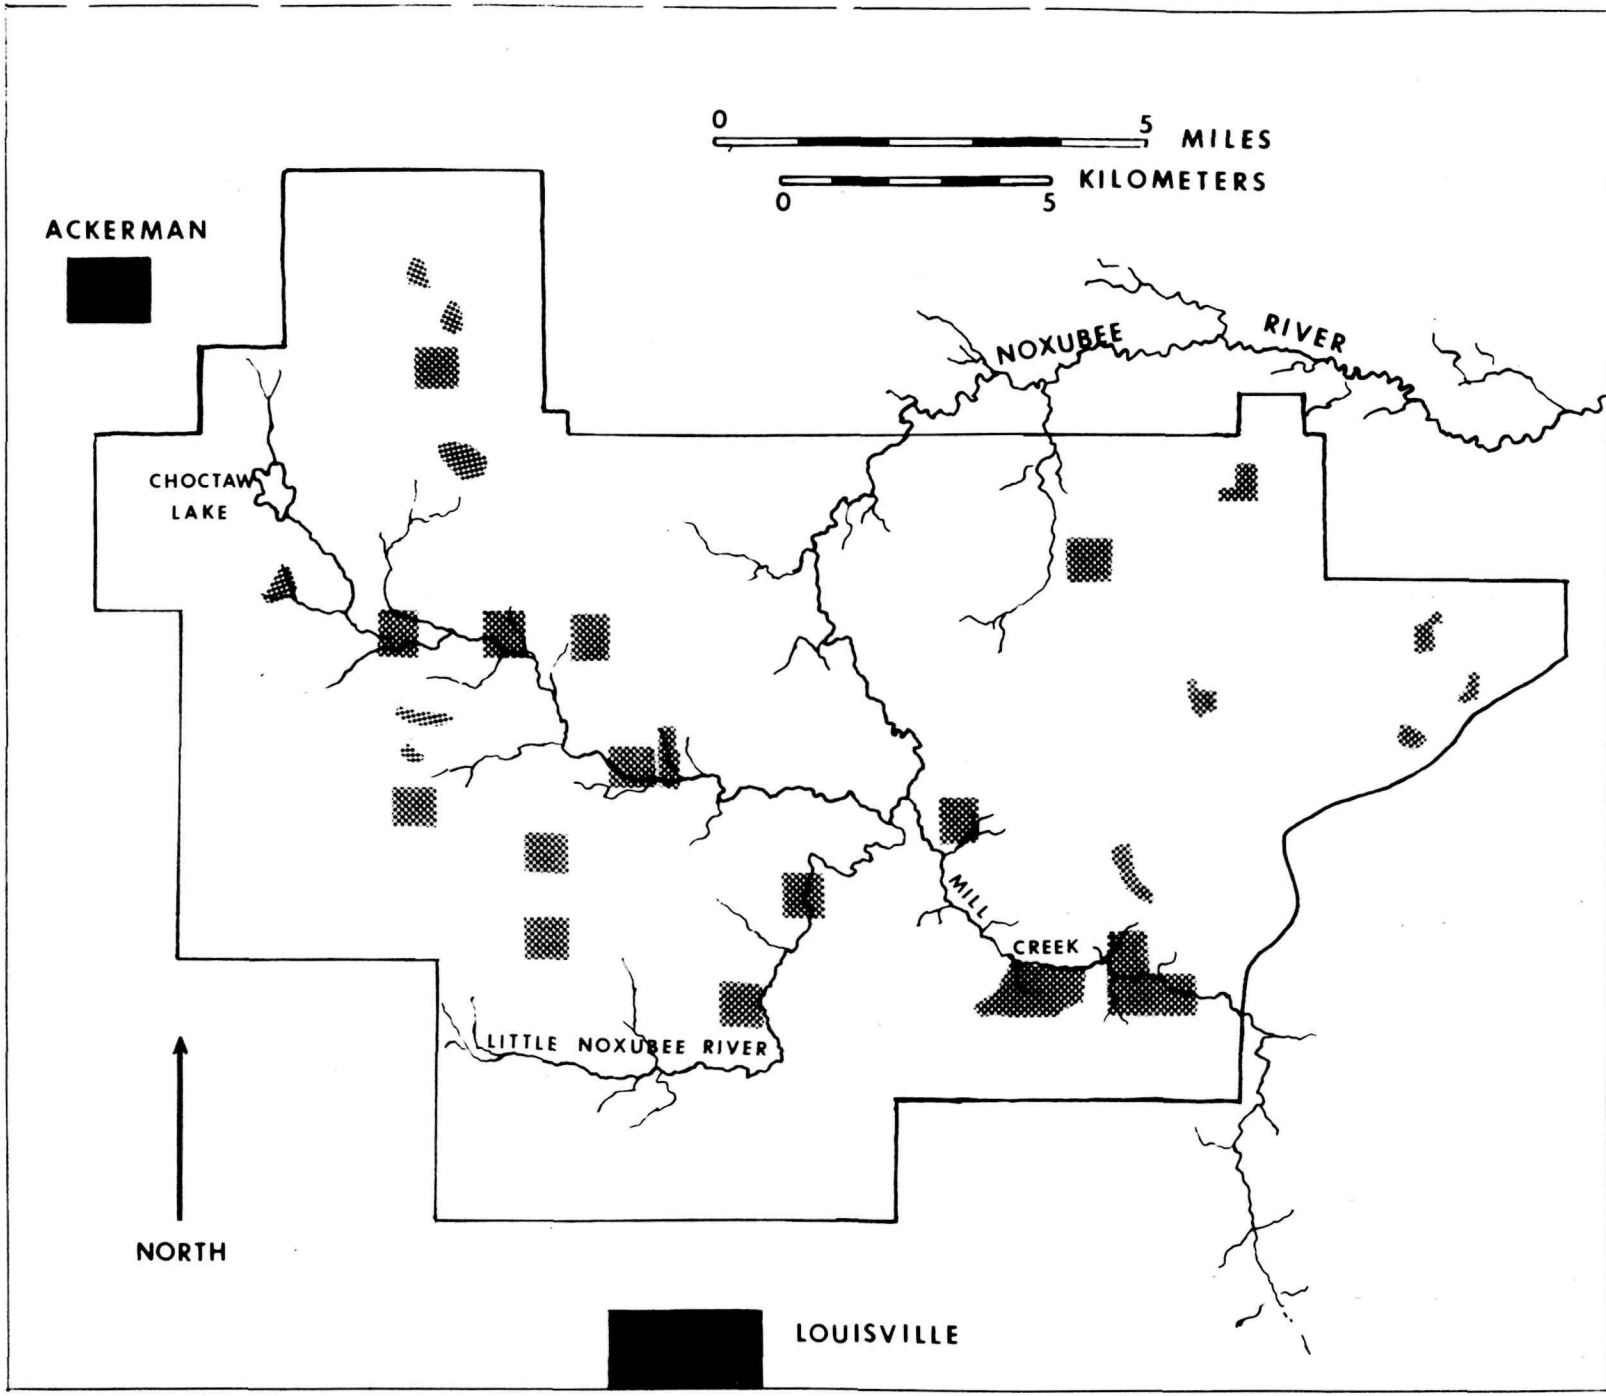 0 5 MILES
0 5 KILOMETERS
ACKERMAN
NOXUBEE RIVER
CHOCTAW
LAKE
MILL
CREEK
LITTLE NOXUBEE RIVER
NORTH
LOUISVILLE